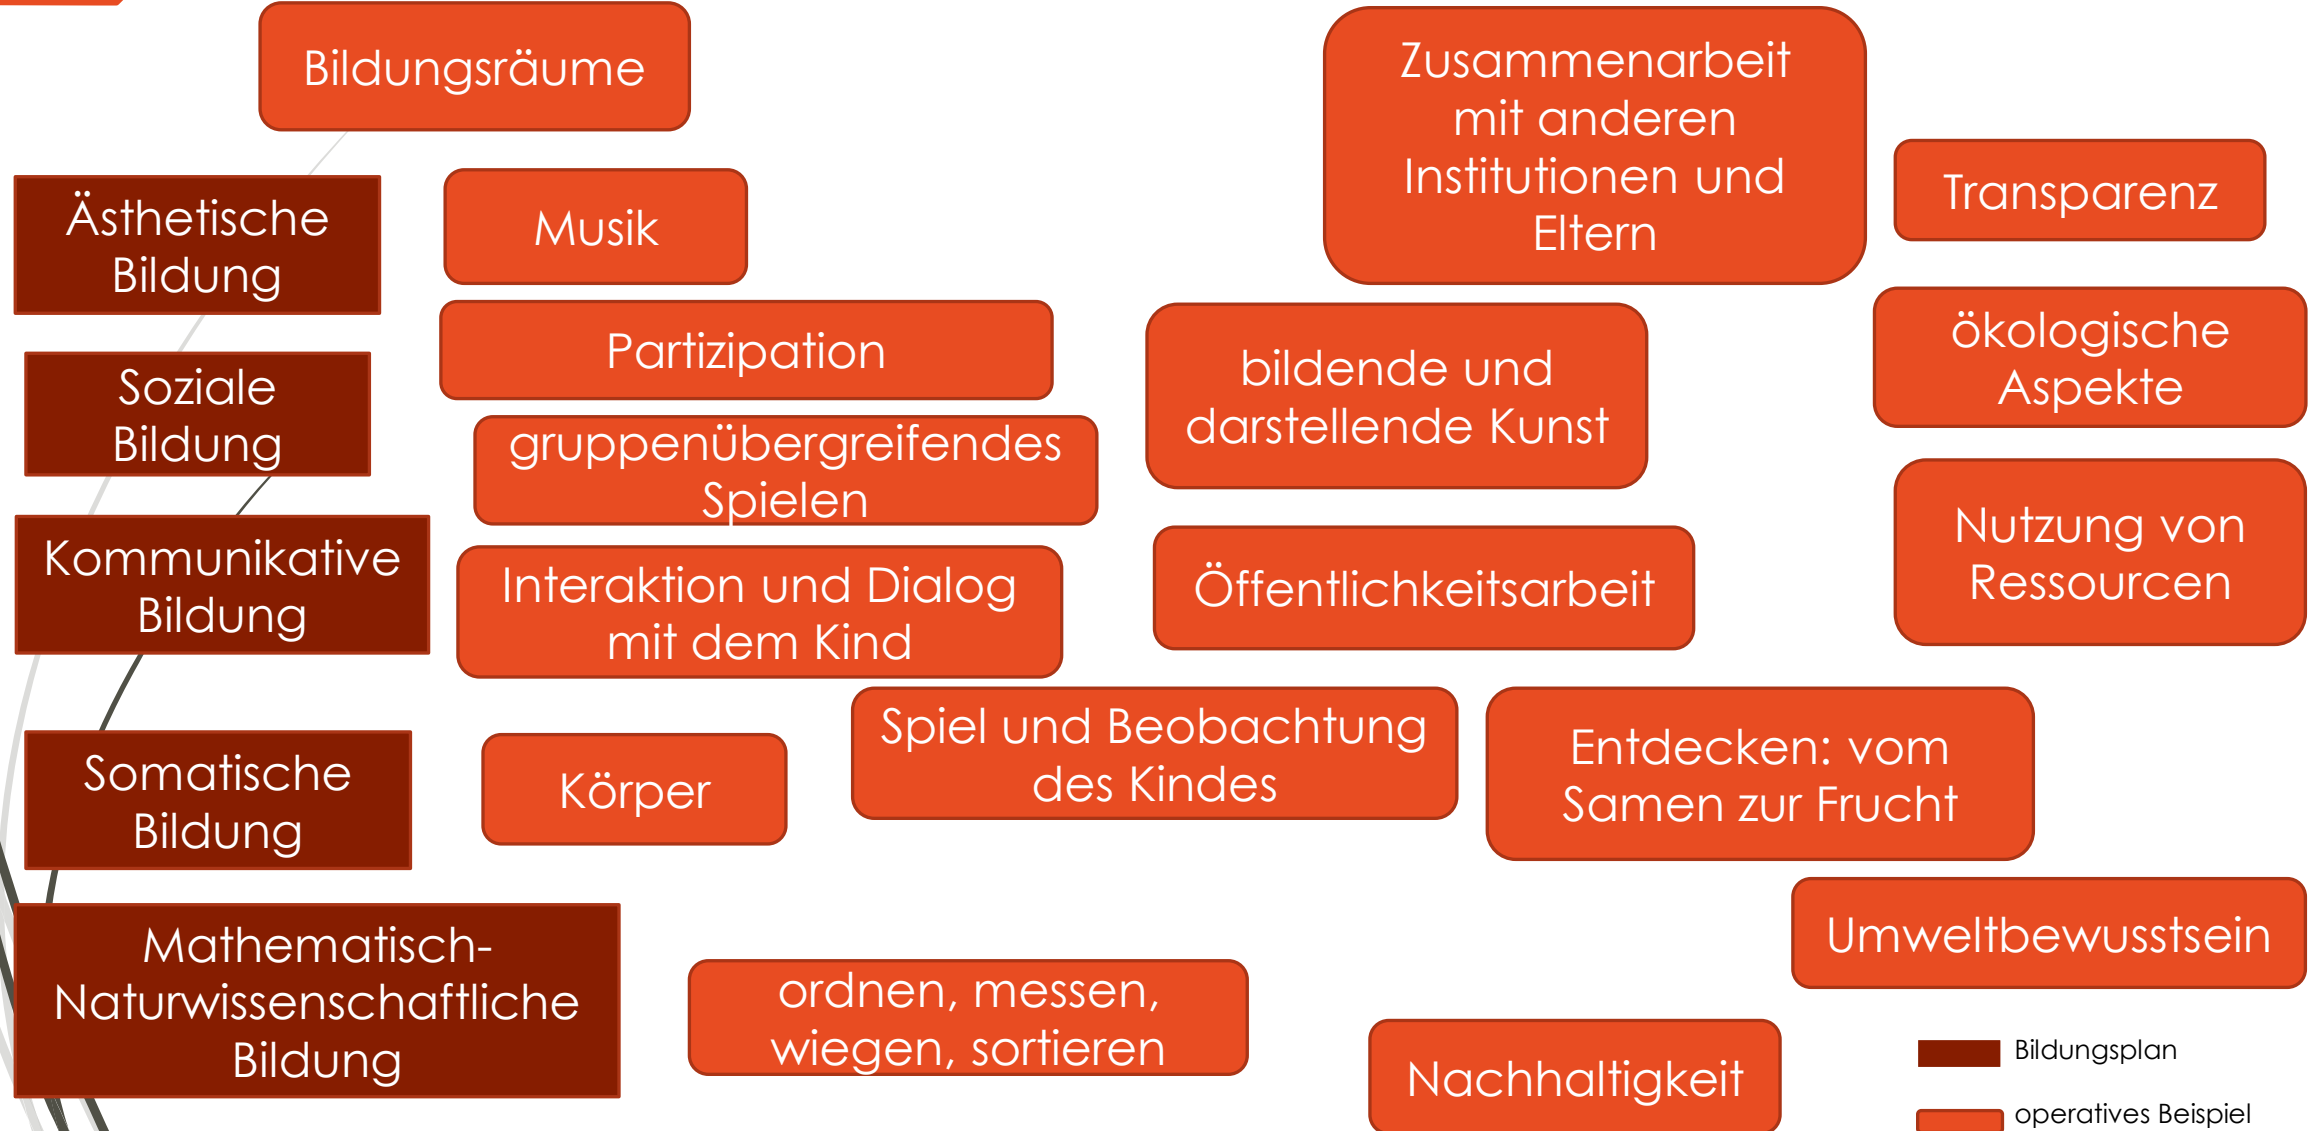 Bildungsräume
Zusammenarbeit
mit anderen
Institutionen und
Eltern
Transparenz
Ästhetische
Bildung
Musik
Partizipation
bildende und
darstellende Kunst
ökologische
Aspekte
Soziale
Bildung
gruppenübergreifendes
Spielen
Nutzung von
Ressourcen
Kommunikative
Bildung
Interaktion und Dialog
mit dem Kind
Öffentlichkeitsarbeit
Somatische
Bildung
Körper
Spiel und Beobachtung
des Kindes
Entdecken: vom
Samen zur Frucht
Umweltbewusstsein
Mathematisch-
Naturwissenschaftliche
Bildung
ordnen, messen,
wiegen, sortieren
Nachhaltigkeit
Bildungsplan
operatives Beispiel